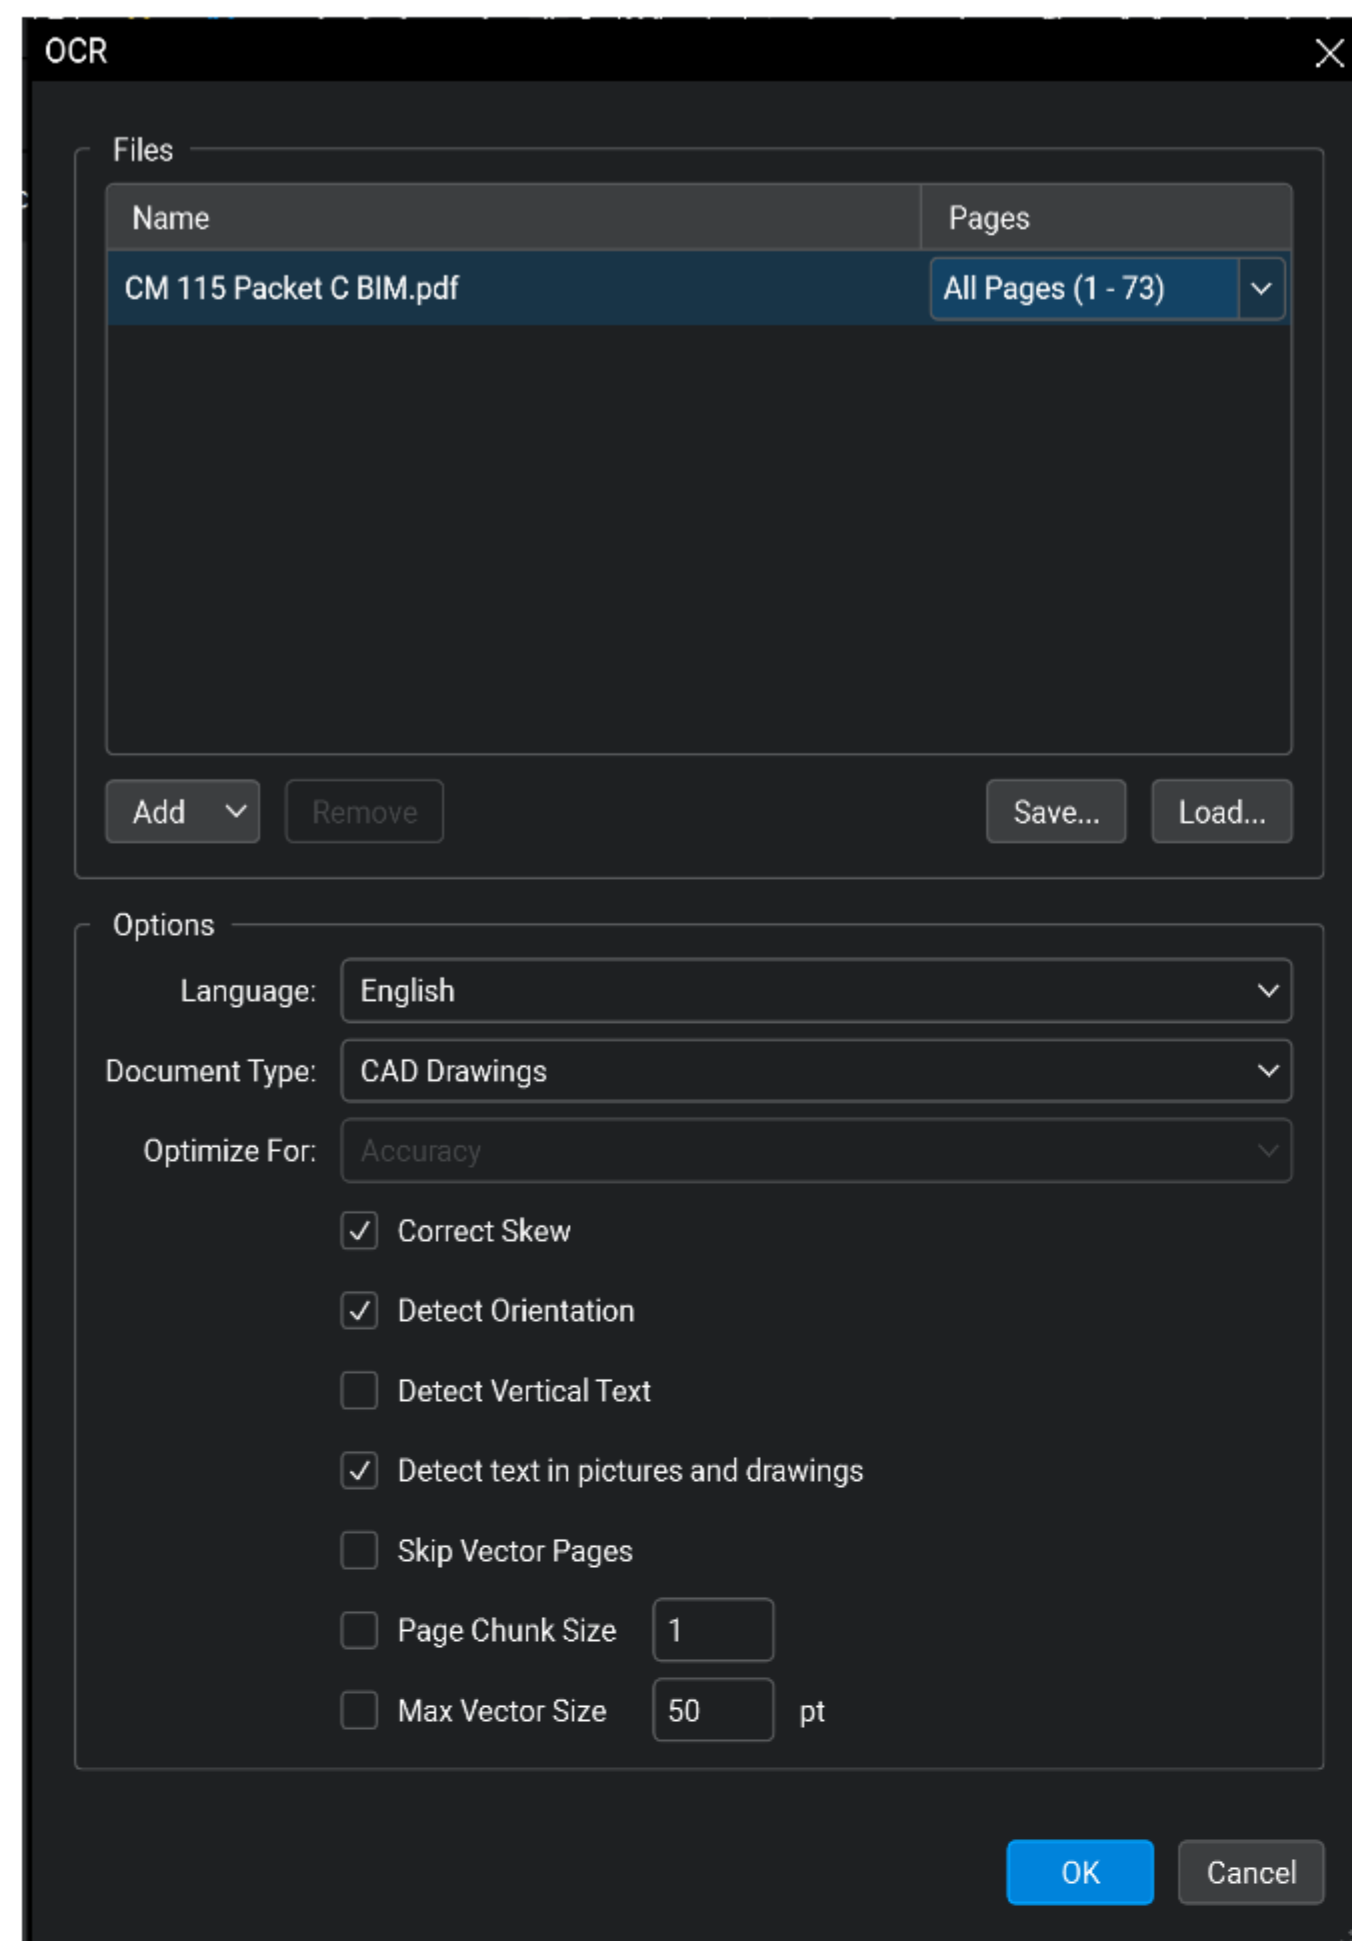 OCR
Files
Name Pages
CM 115 Packet C BIM.pdf All Pages (1 - 73)
Add Remove Save... Load...
Options
Language: English
Document Type: CAD Drawings
Optimize For: Accuracy
Correct Skew
Detect Orientation
Detect Vertical Text
Detect text in pictures and drawings
Skip Vector Pages
Page Chunk Size 1
Max Vector Size 50 pt
OK Cancel